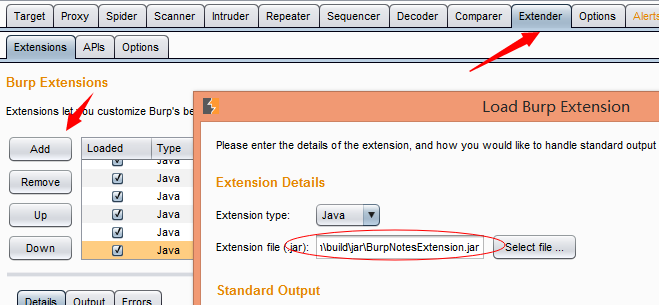 Target Proxy Spider Scanner Intruder Repeater Sequencer Decoder Comparer Extender Options Alerts
Extensions APIs Options
Burp Extensions
Extensions let you customize Burp's be
Add
Remove
Up
Down
Loaded Type
Java
Java
Java
Java
Java
Java
Details Output Errors
Load Burp Extension
Please enter the details of the extension, and how you would like to handle standard output
Extension Details
Extension type: Java
Extension file (.jar): \build\jar\BurpNotesExtension.jar Select file ...
Standard Output